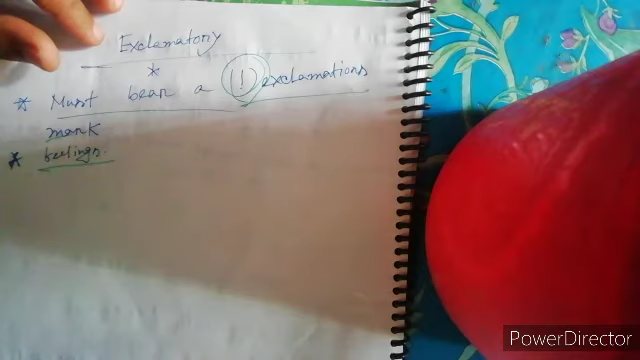 Exclamatory
*
* Must bear a (!!) exclamations
mark
* feelings.
PowerDirector